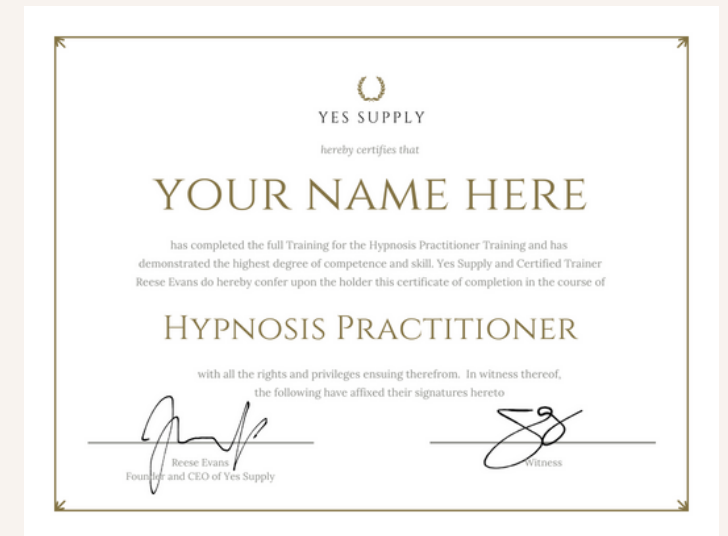 YES SUPPLY
hereby certifies that
YOUR NAME HERE
has completed the full Training for the Hypnosis Practitioner Training and has
demonstrated the highest degree of competence and skill. Yes Supply and Certified Trainer
Reese Evans do hereby confer upon the holder this certificate of completion in the course of
Hypnosis Practitioner
with all the rights and privileges ensuing therefrom. In witness thereof,
the following have affixed their signatures hereto
Reese Evans
Founder and CEO of Yes Supply
Witness